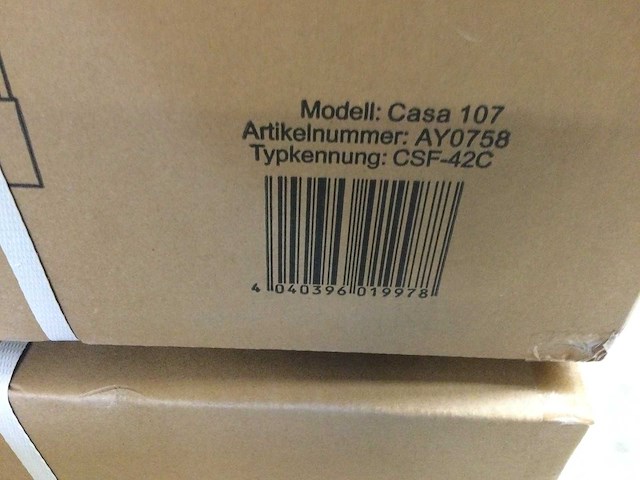 Modell: Casa 107
Artikelnummer: AY0758
Typkennung: CSF-42C
4 040396 019978